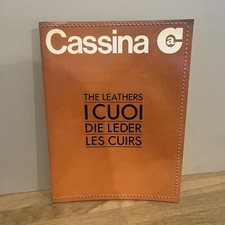 Cassina
a
THE LEATHERS
I CUOI
DIE LEDER
LES CUIRS